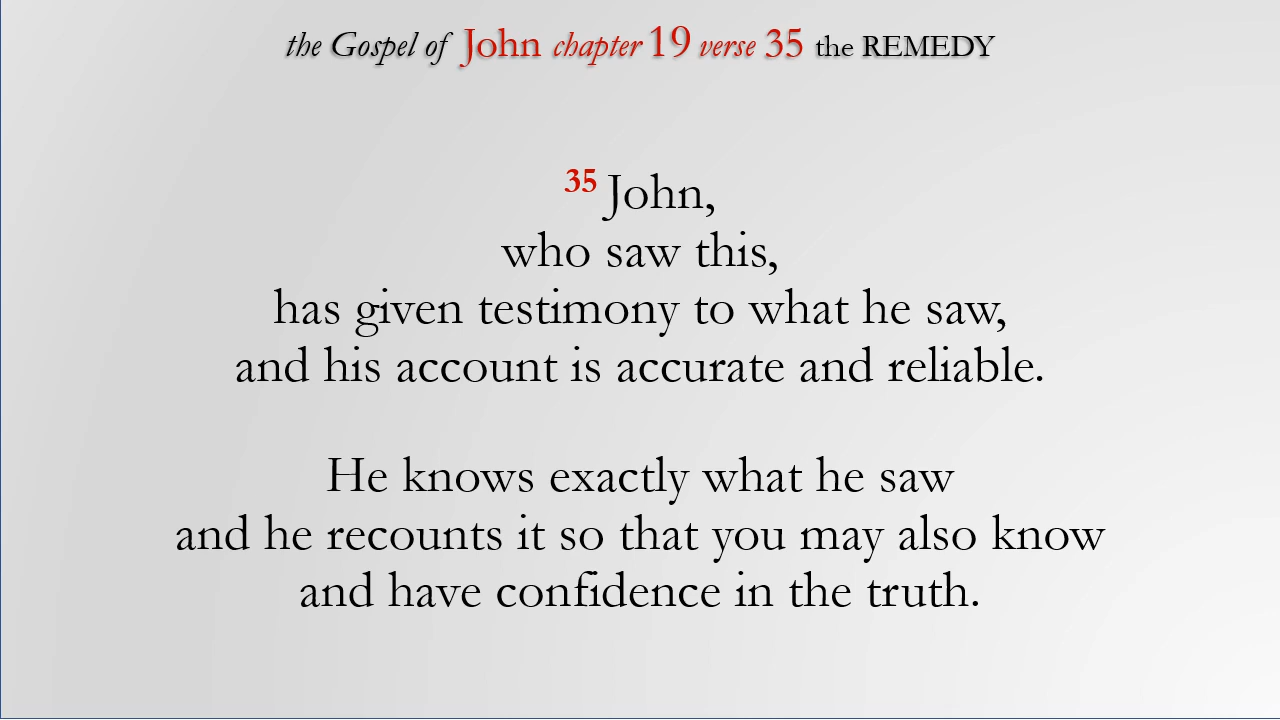 the Gospel of John chapter 19 verse 35 the REMEDY
35 John,
who saw this,
has given testimony to what he saw,
and his account is accurate and reliable.
He knows exactly what he saw
and he recounts it so that you may also know
and have confidence in the truth.